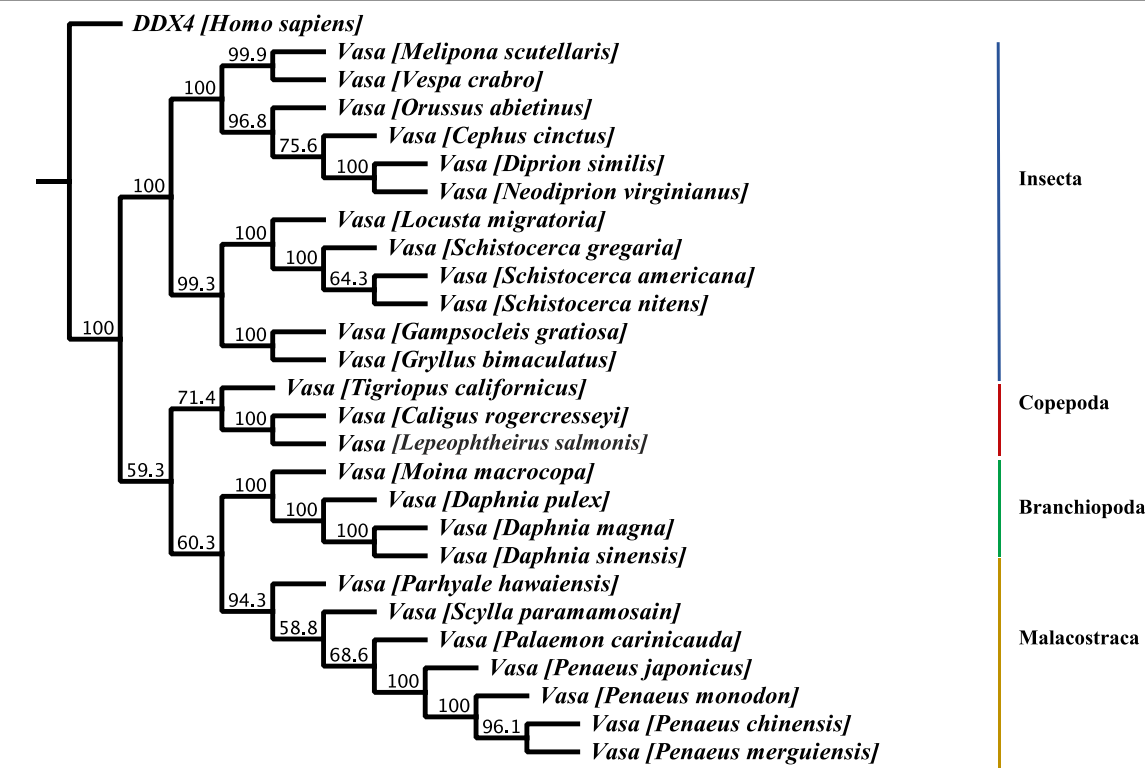 DDX4 [Homo sapiens]
99.9 Vasa [Melipona scutellaris]
100 Vasa [Vespa crabro]
96.8 Vasa [Orussus abietinus]
75.6 Vasa [Cephus cinctus]
100 Vasa [Diprion similis] Insecta
100 Vasa [Neodiprion virginianus]
100 Vasa [Locusta migratoria]
100 Vasa [Schistocerca gregaria]
99.3 64.3 Vasa [Schistocerca americana]
Vasa [Schistocerca nitens]
100 100 Vasa [Gampsocleis gratiosa]
Vasa [Gryllus bimaculatus]
71.4 Vasa [Tigriopus californicus] Copepoda
100 Vasa [Caligus rogercresseyi]
Vasa [Lepeophtheirus salmonis]
59.3 100 Vasa [Moina macrocopa]
100 Vasa [Daphnia pulex] Branchiopoda
60.3 100 Vasa [Daphnia magna]
Vasa [Daphnia sinensis]
94.3 Vasa [Parhyale hawaiensis]
58.8 Vasa [Scylla paramamosain]
68.6 Vasa [Palaemon carinicauda] Malacostraca
100 Vasa [Penaeus japonicus]
100 Vasa [Penaeus monodon]
96.1 Vasa [Penaeus chinensis]
Vasa [Penaeus merguiensis]